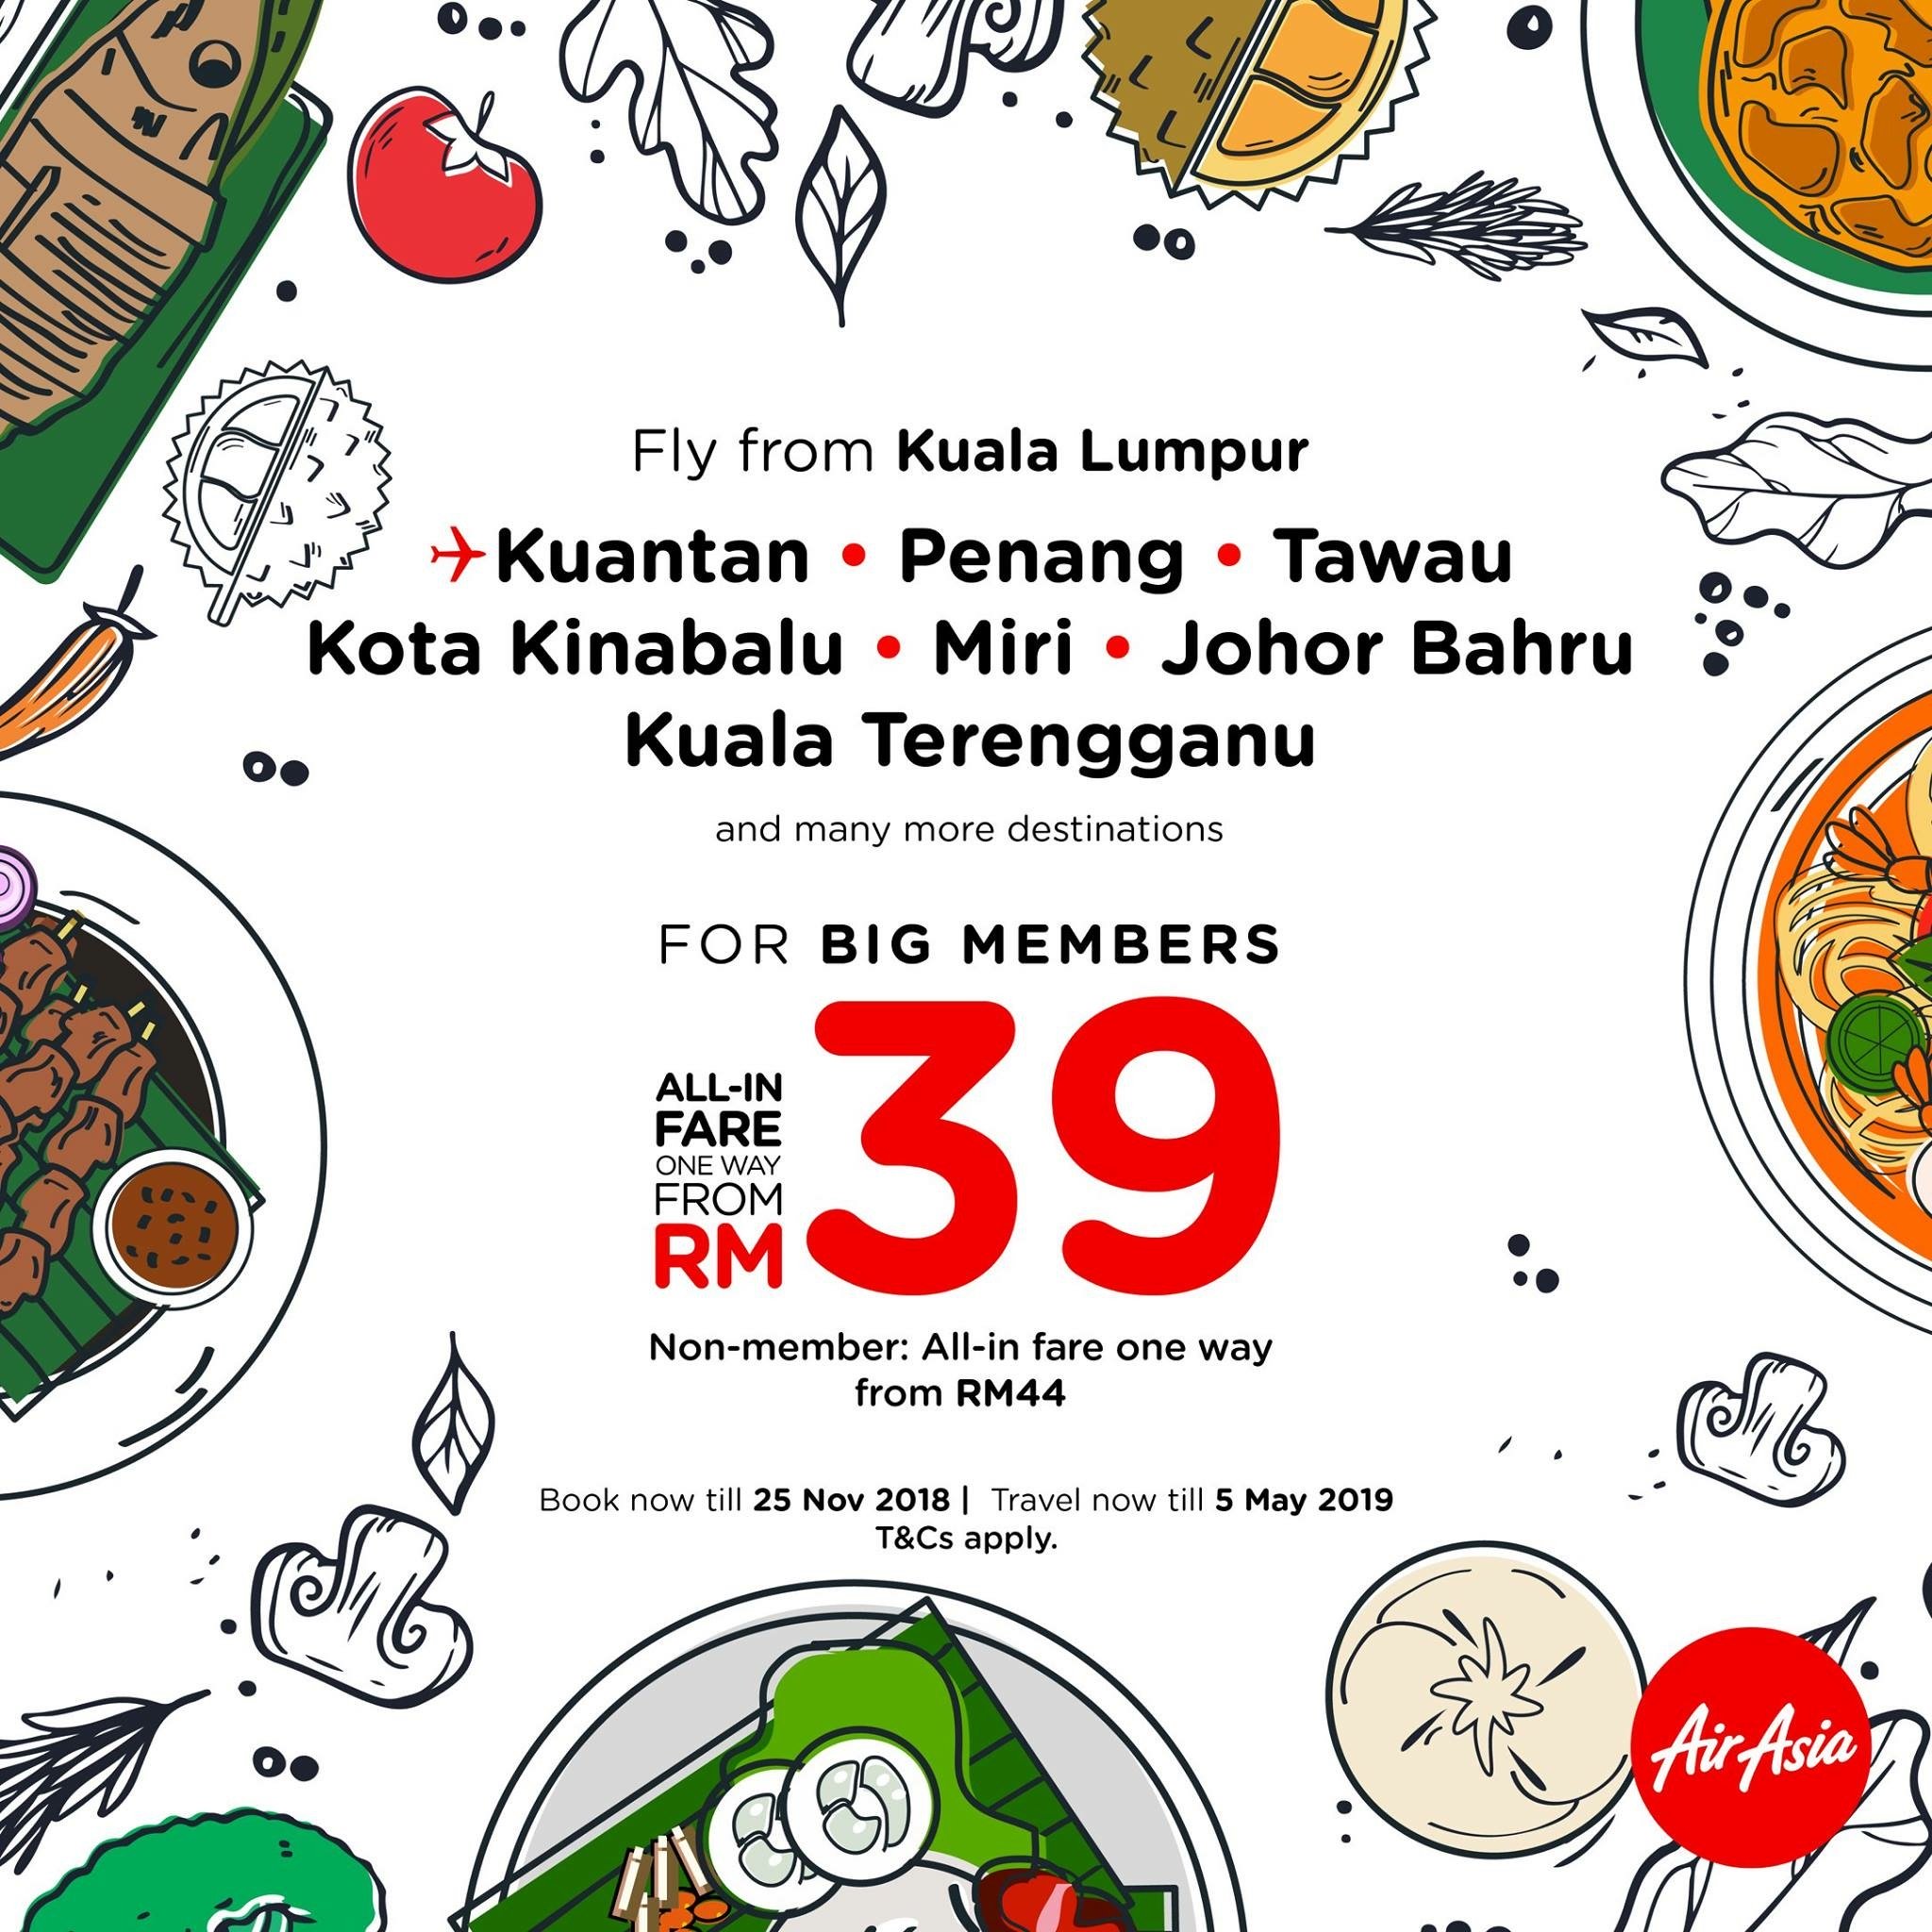 Fly from Kuala Lumpur
Kuantan • Penang • Tawau
Kota Kinabalu • Miri • Johor Bahru
Kuala Terengganu
and many more destinations
FOR BIG MEMBERS
ALL-IN
FARE
ONE WAY
FROM
RM 39
Non-member: All-in fare one way
from RM44
Book now till 25 Nov 2018 | Travel now till 5 May 2019
T&Cs apply.
AirAsia